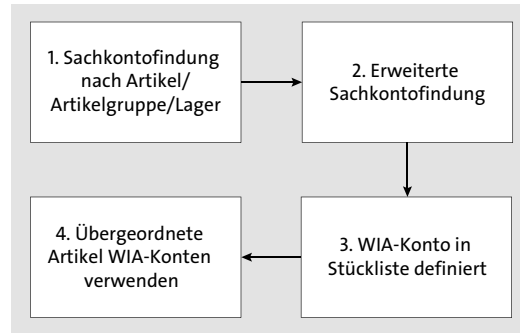 1. Sachkontofindung
nach Artikel/
Artikelgruppe/Lager
2. Erweiterte
Sachkontofindung
3. WIA-Konto in
Stückliste definiert
4. Übergeordnete
Artikel WIA-Konten
verwenden